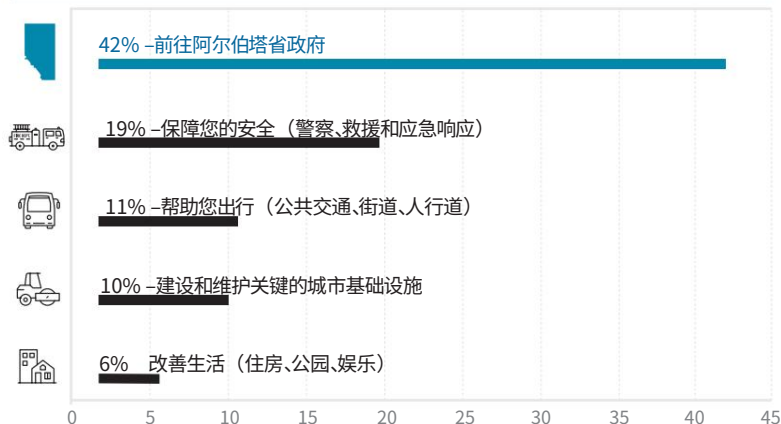 42% –前往阿尔伯塔省政府
19% –保障您的安全（警察、救援和应急响应）
11% –帮助您出行（公共交通、街道、人行道）
10% –建设和维护关键的城市基础设施
6% 改善生活（住房、公园、娱乐）
0 5 10 15 20 25 30 35 40 45